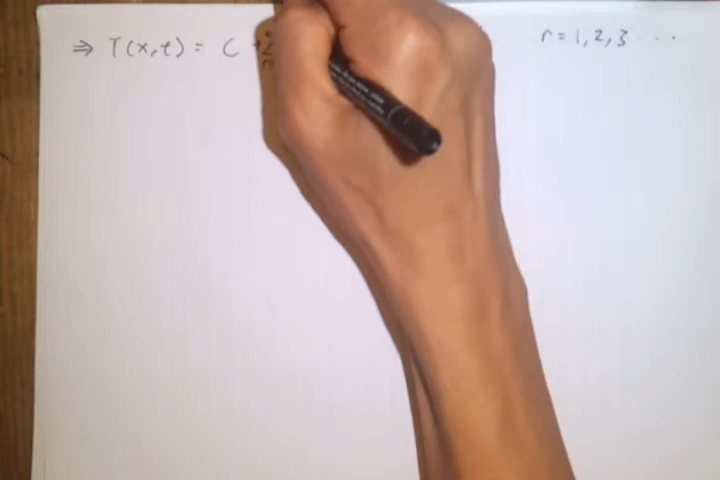 ⇒ T(x,t) = C + Σ r = 1, 2, 3 . . .